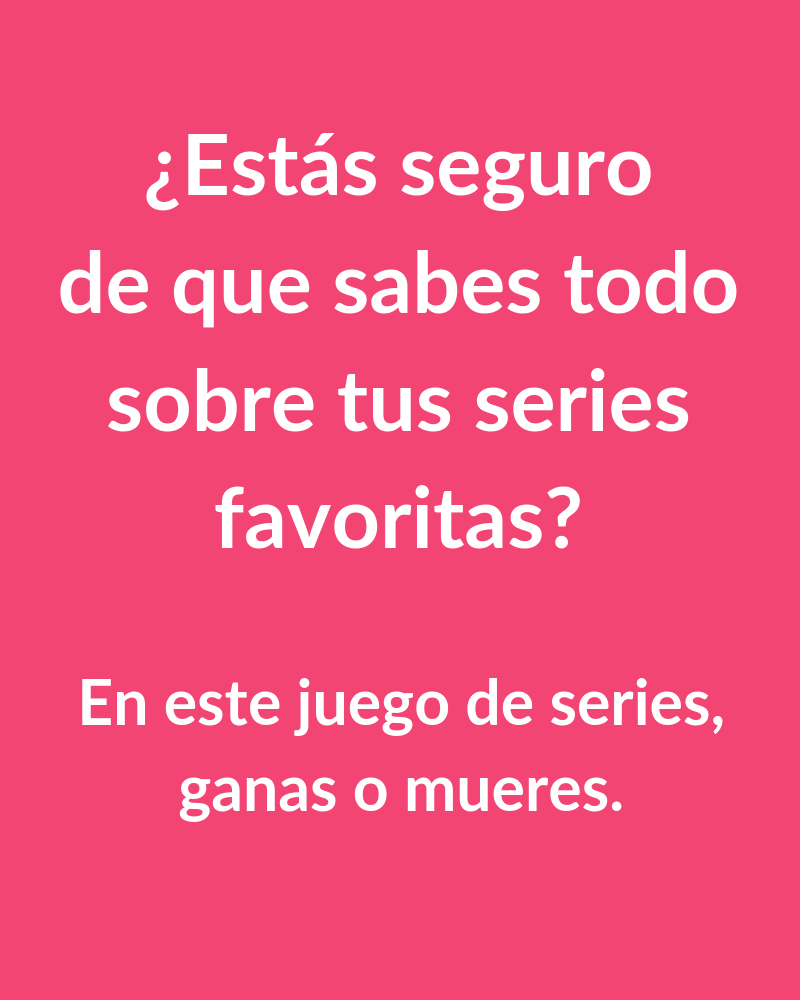 ¿Estás seguro
de que sabes todo
sobre tus series
favoritas?
En este juego de series,
ganas o mueres.